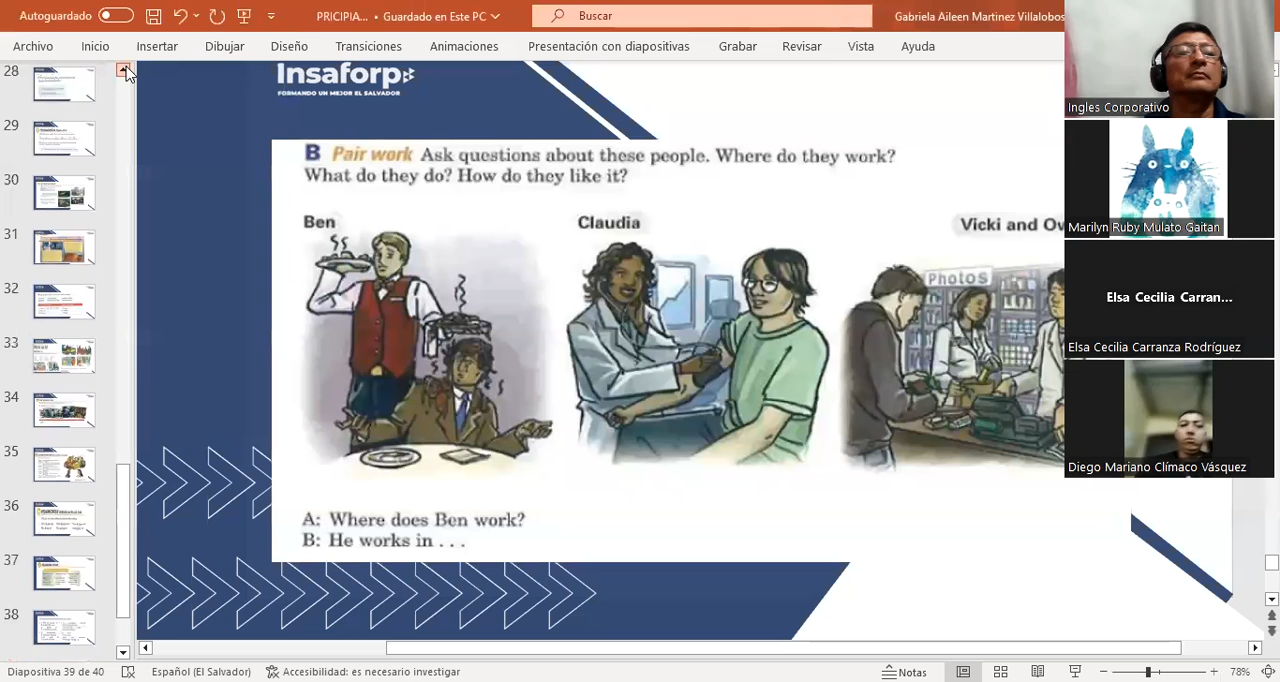 Autoguardado
PRICIPIA... • Guardado en Este PC
Buscar
Gabriela Aileen Martinez Villalobos
Archivo Inicio Insertar Dibujar Diseño Transiciones Animaciones Presentación con diapositivas Grabar Revisar Vista Ayuda
28
29
30
31
32
33
34
35
36
37
38
Insaforp
FORMANDO UN MEJOR EL SALVADOR
B Pair work Ask questions about these people. Where do they work?
What do they do? How do they like it?
Ben
Claudia
Vicki and Ow
Photos
A: Where does Ben work?
B: He works in . . .
Ingles Corporativo
Marilyn Ruby Mulato Gaitan
Elsa Cecilia Carran...
Elsa Cecilia Carranza Rodríguez
Diego Mariano Clímaco Vásquez
Diapositiva 39 de 40
Español (El Salvador)
Accesibilidad: es necesario investigar
Notas
78%